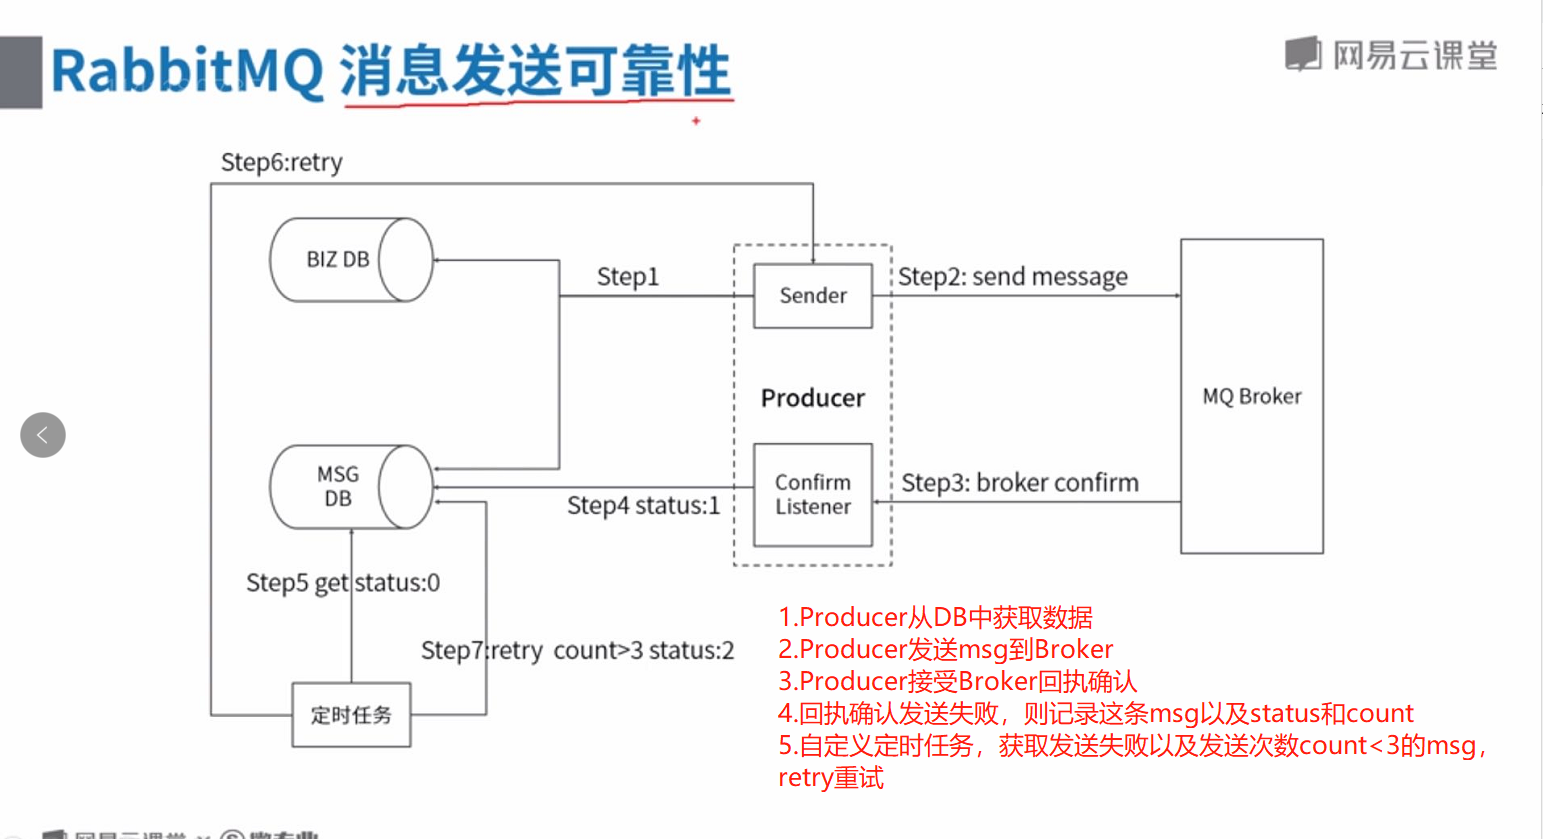 RabbitMQ 消息发送可靠性
网易云课堂
Step6:retry
BIZ DB
Step1
Sender
Step2: send message
Producer
MQ Broker
MSG
DB
Confirm
Listener
Step3: broker confirm
Step4 status:1
Step5 get status:0
Step7:retry count>3 status:2
定时任务
1.Producer从DB中获取数据
2.Producer发送msg到Broker
3.Producer接受Broker回执确认
4.回执确认发送失败，则记录这条msg以及status和count
5.自定义定时任务，获取发送失败以及发送次数count<3的msg，
retry重试
网易云课堂